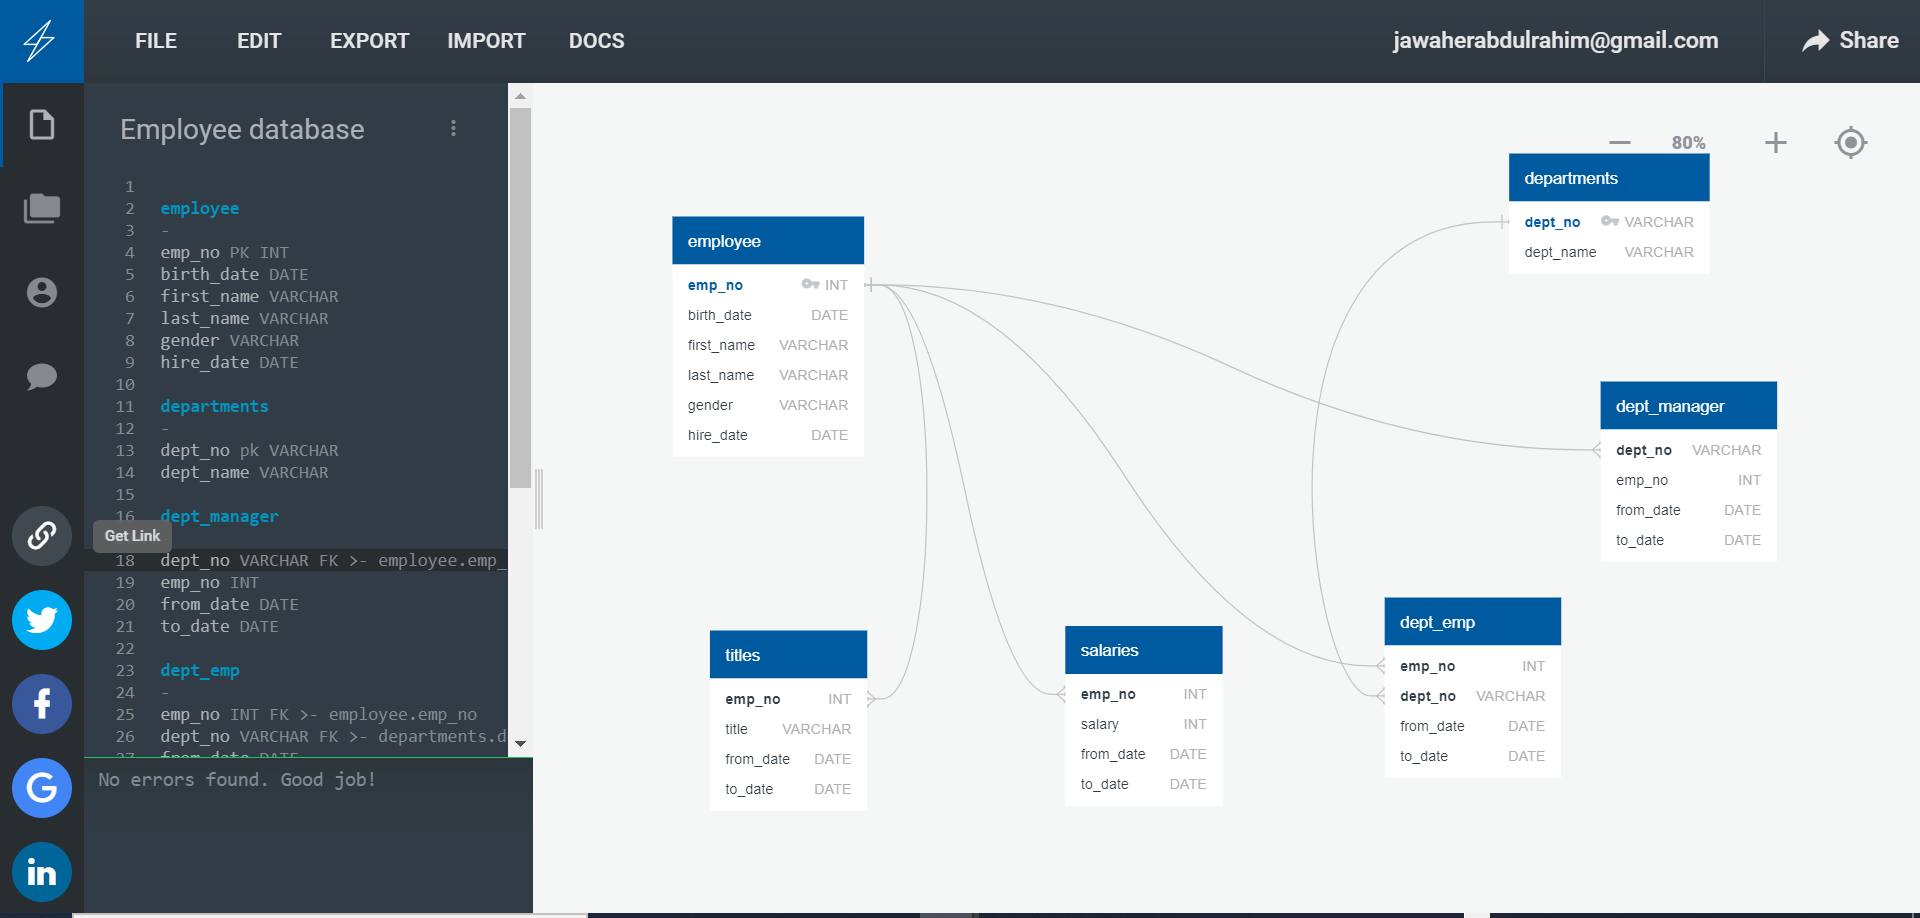 FILE EDIT EXPORT IMPORT DOCS jawaherabdulrahim@gmail.com Share
Employee database
1
2 employee
3 -
4 emp_no PK INT
5 birth_date DATE
6 first_name VARCHAR
7 last_name VARCHAR
8 gender VARCHAR
9 hire_date DATE
10
11 departments
12 -
13 dept_no pk VARCHAR
14 dept_name VARCHAR
15
16 dept_manager
Get Link
18 dept_no VARCHAR FK >- employee.emp_
19 emp_no INT
20 from_date DATE
21 to_date DATE
22
23 dept_emp
24 -
25 emp_no INT FK >- employee.emp_no
26 dept_no VARCHAR FK >- departments.d
27 from_date DATE
No errors found. Good job!
80%
employee
emp_no INT
birth_date DATE
first_name VARCHAR
last_name VARCHAR
gender VARCHAR
hire_date DATE
departments
dept_no VARCHAR
dept_name VARCHAR
dept_manager
dept_no VARCHAR
emp_no INT
from_date DATE
to_date DATE
titles
emp_no INT
title VARCHAR
from_date DATE
to_date DATE
salaries
emp_no INT
salary INT
from_date DATE
to_date DATE
dept_emp
emp_no INT
dept_no VARCHAR
from_date DATE
to_date DATE